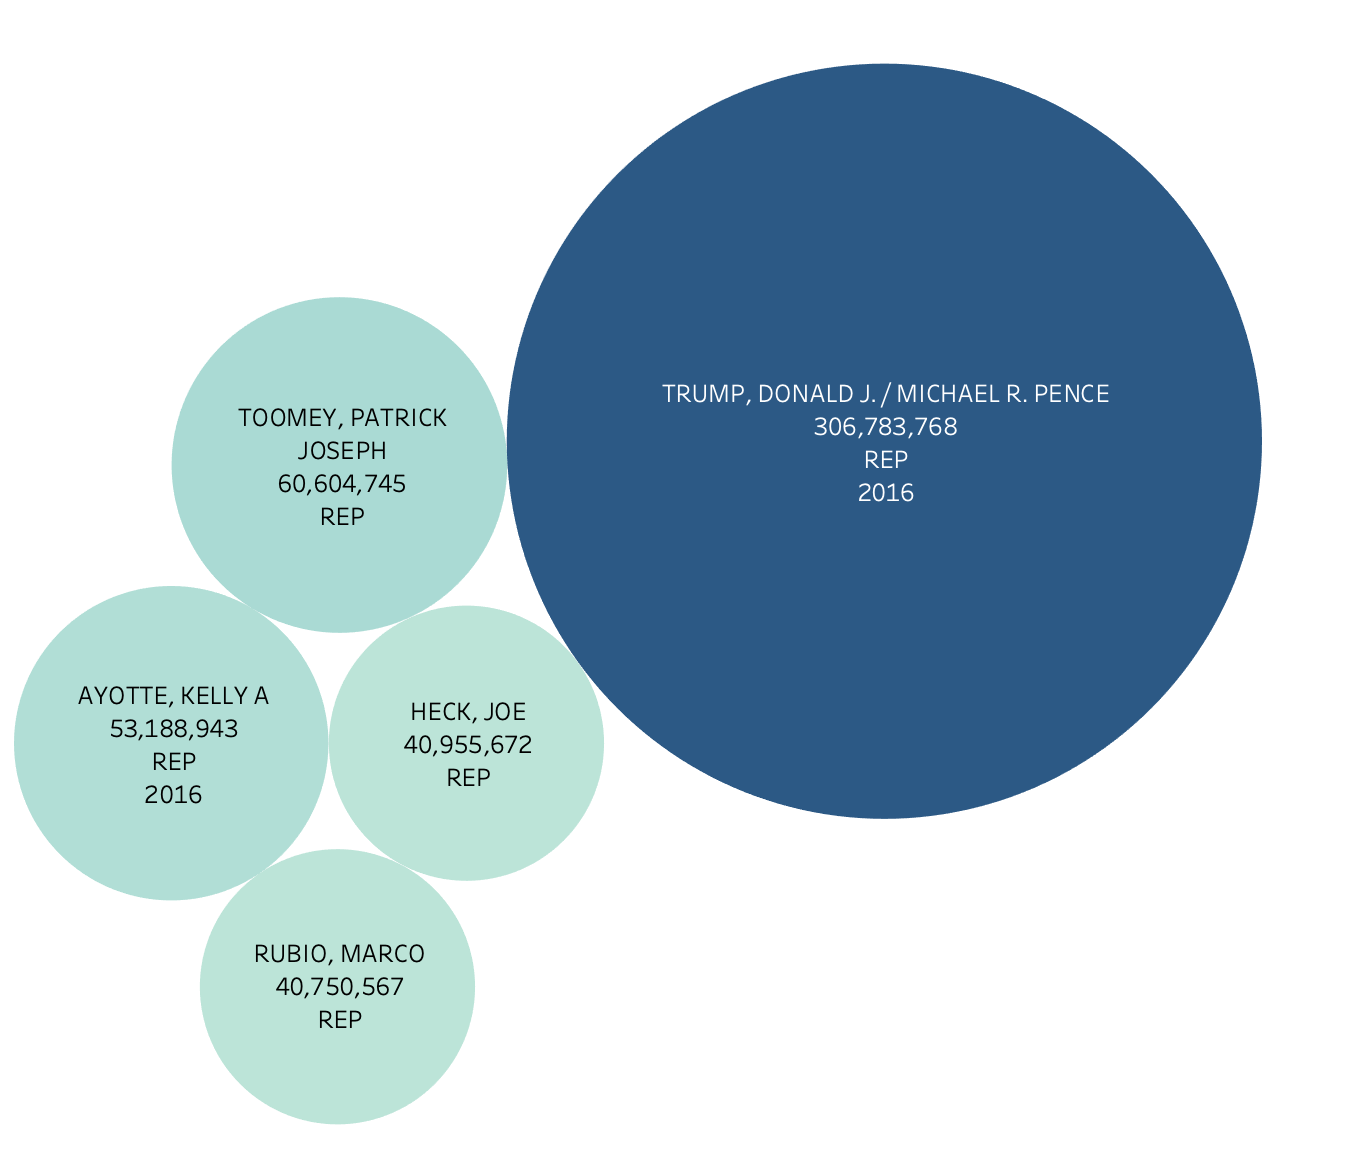 TRUMP, DONALD J. / MICHAEL R. PENCE
306,783,768
REP
2016
TOOMEY, PATRICK
JOSEPH
60,604,745
REP
AYOTTE, KELLY A
53,188,943
REP
2016
HECK, JOE
40,955,672
REP
RUBIO, MARCO
40,750,567
REP